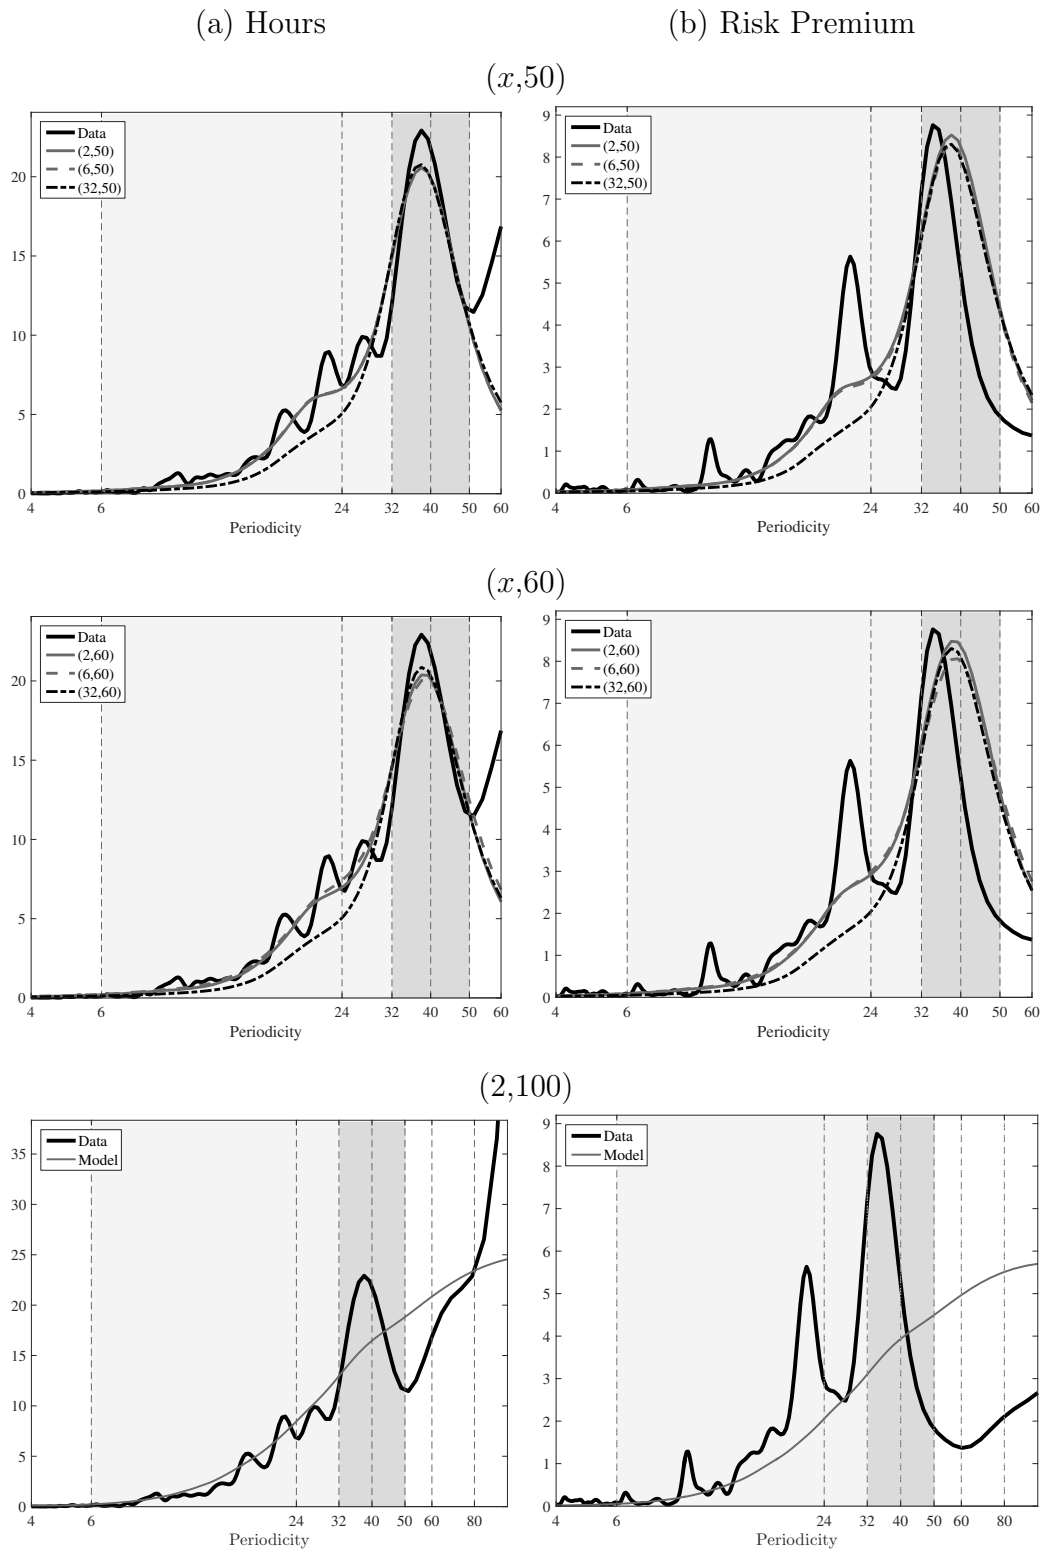 (a) Hours
(b) Risk Premium
(x,50)
Data
(2,50)
(6,50)
(32,50)
20
15
10
5
0
4 6 24 32 40 50 60
Periodicity
Data
(2,50)
(6,50)
(32,50)
9
8
7
6
5
4
3
2
1
0
4 6 24 32 40 50 60
Periodicity
(x,60)
Data
(2,60)
(6,60)
(32,60)
20
15
10
5
0
4 6 24 32 40 50 60
Periodicity
Data
(2,60)
(6,60)
(32,60)
9
8
7
6
5
4
3
2
1
0
4 6 24 32 40 50 60
Periodicity
(2,100)
Data
Model
35
30
25
20
15
10
5
0
4 6 24 32 40 50 60 80
Periodicity
Data
Model
9
8
7
6
5
4
3
2
1
0
4 6 24 32 40 50 60 80
Periodicity